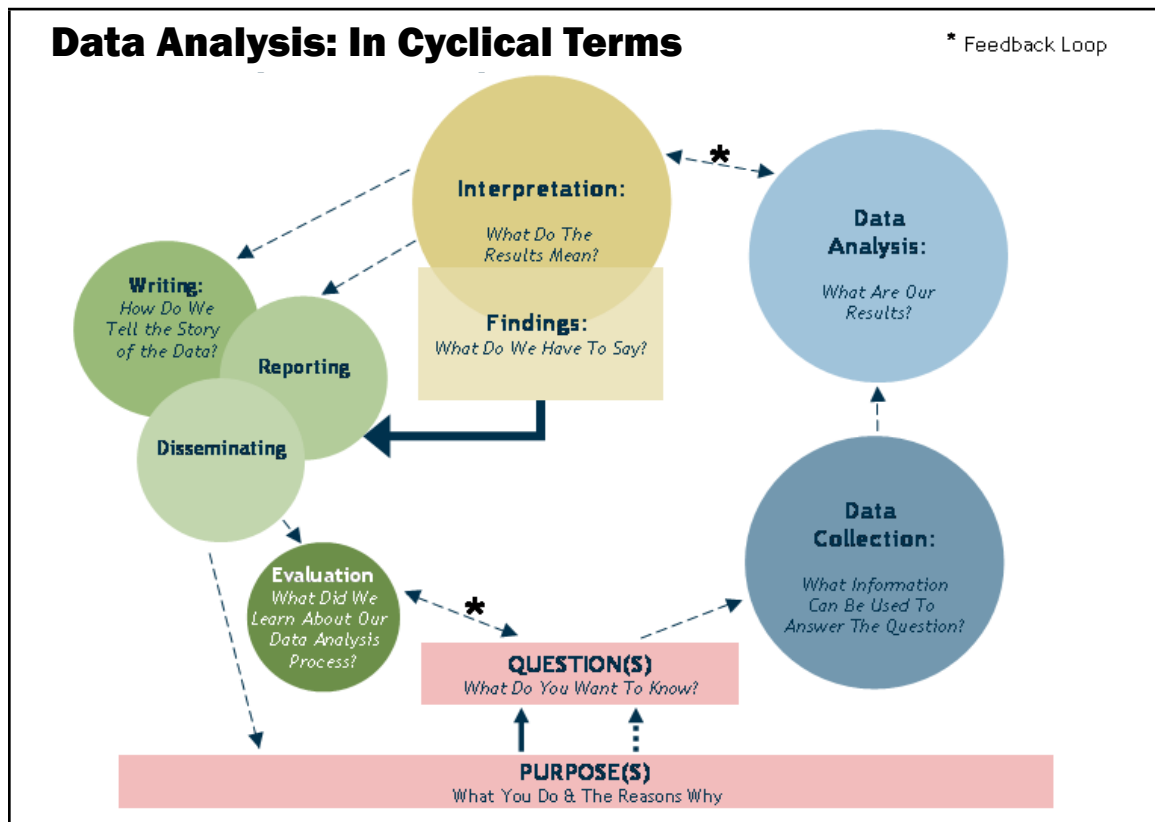 Data Analysis: In Cyclical Terms
* Feedback Loop
*
Interpretation:
What Do The
Results Mean?
Data
Analysis:
What Are Our
Results?
Writing:
How Do We
Tell the Story
of the Data?
Findings:
What Do We Have To Say?
Reporting
Disseminating
Data
Collection:
What Information
Can Be Used To
Answer The Question?
Evaluation
What Did We
Learn About Our
Data Analysis
Process?
*
QUESTION(S)
What Do You Want To Know?
PURPOSE(S)
What You Do & The Reasons Why